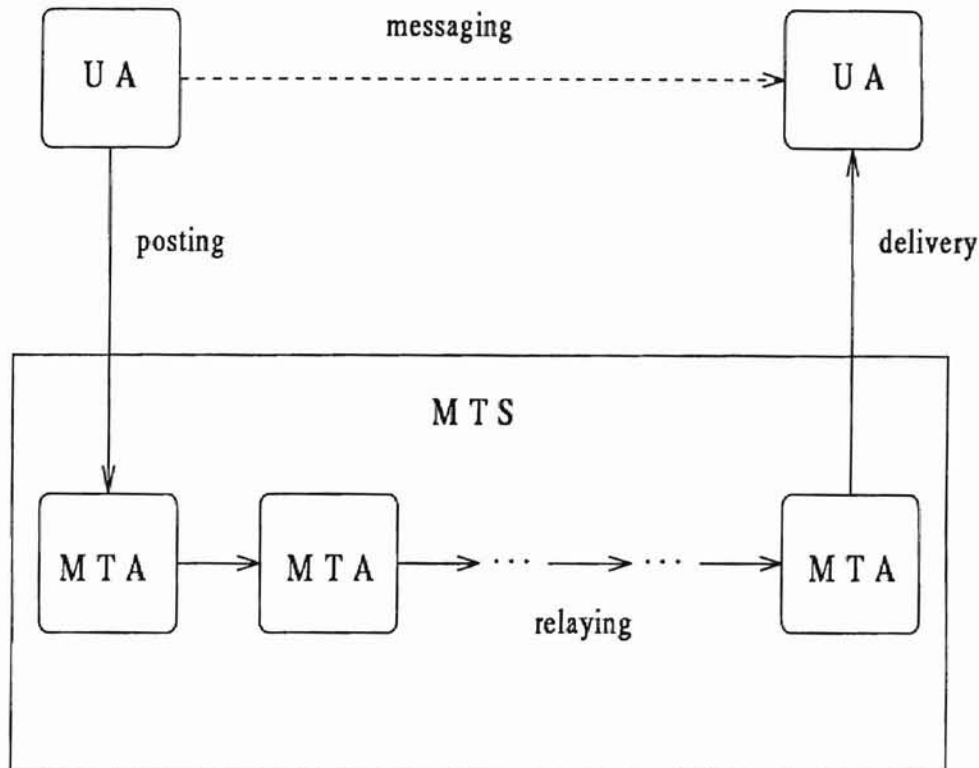 messaging
U A
U A
posting
delivery
M T S
M T A
M T A
... ...
M T A
relaying